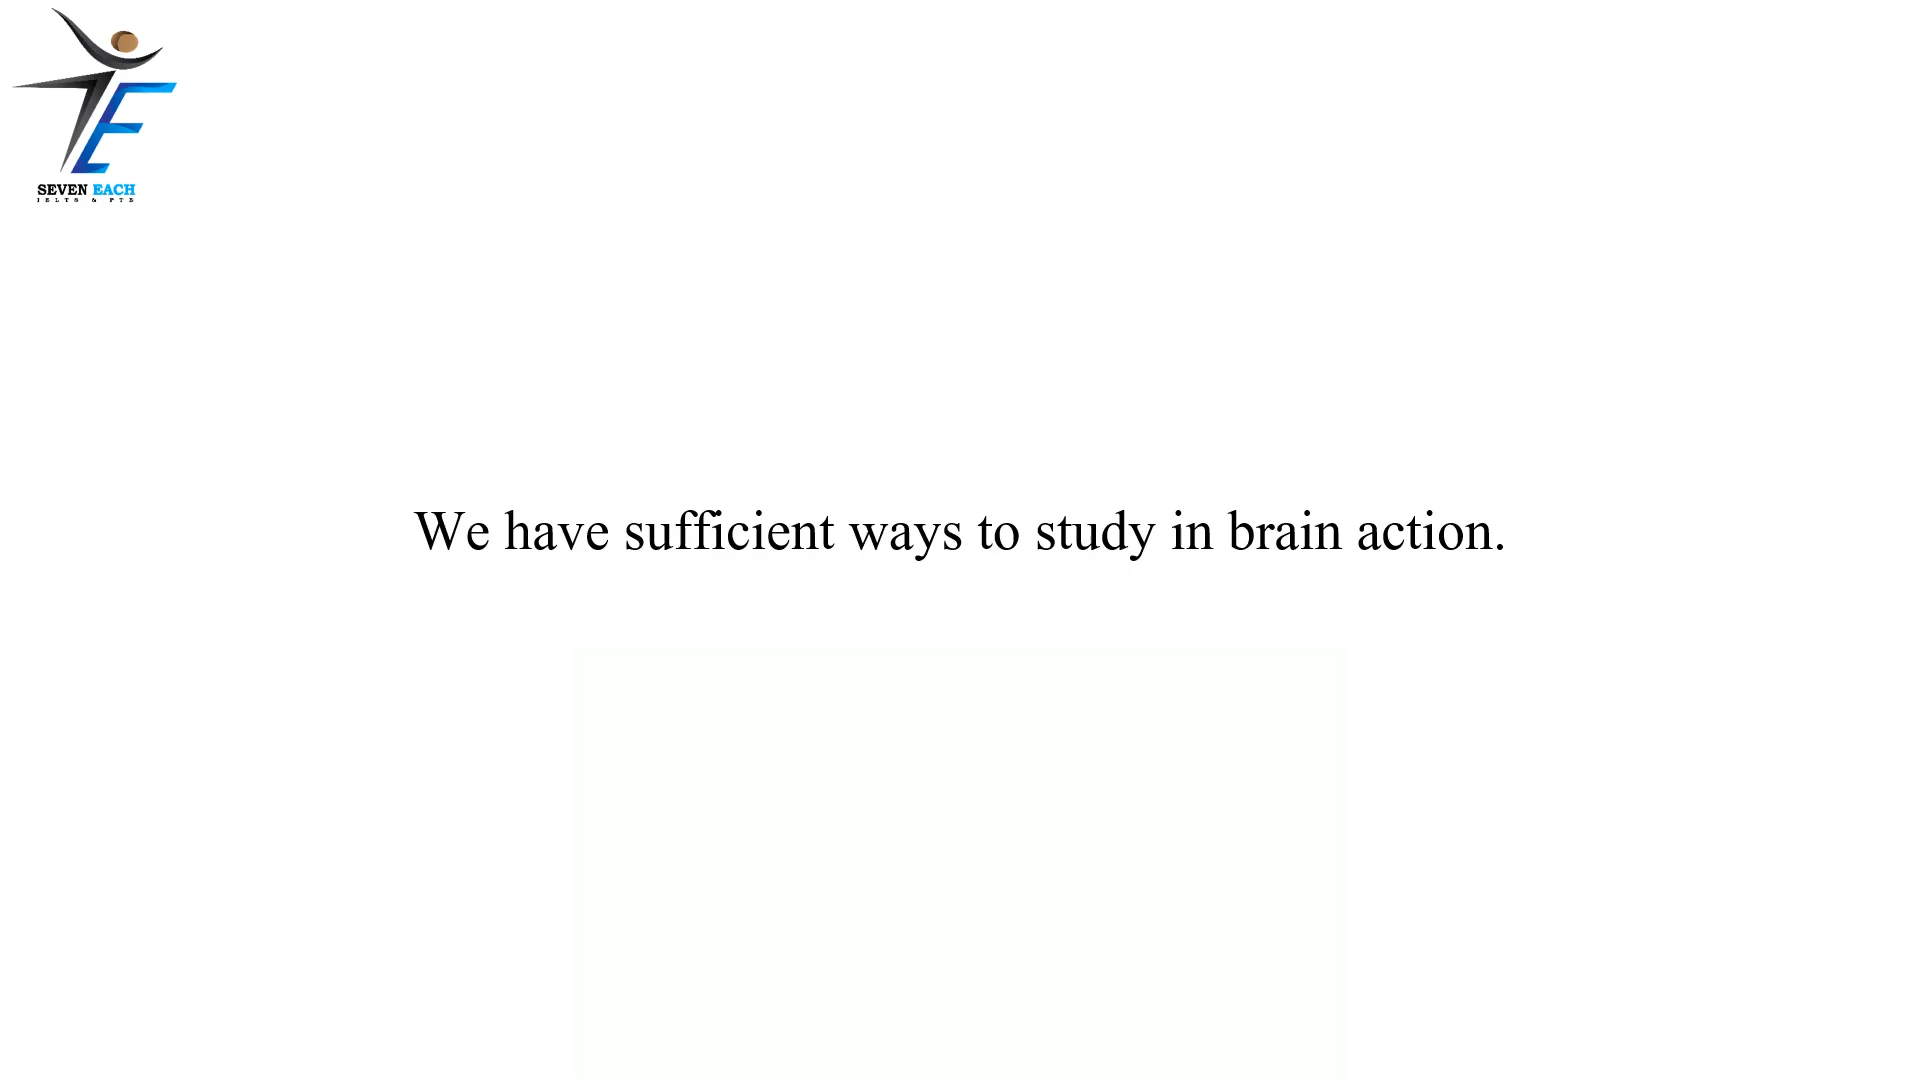 SEVEN EACH
IELTS & PTE
We have sufficient ways to study in brain action.